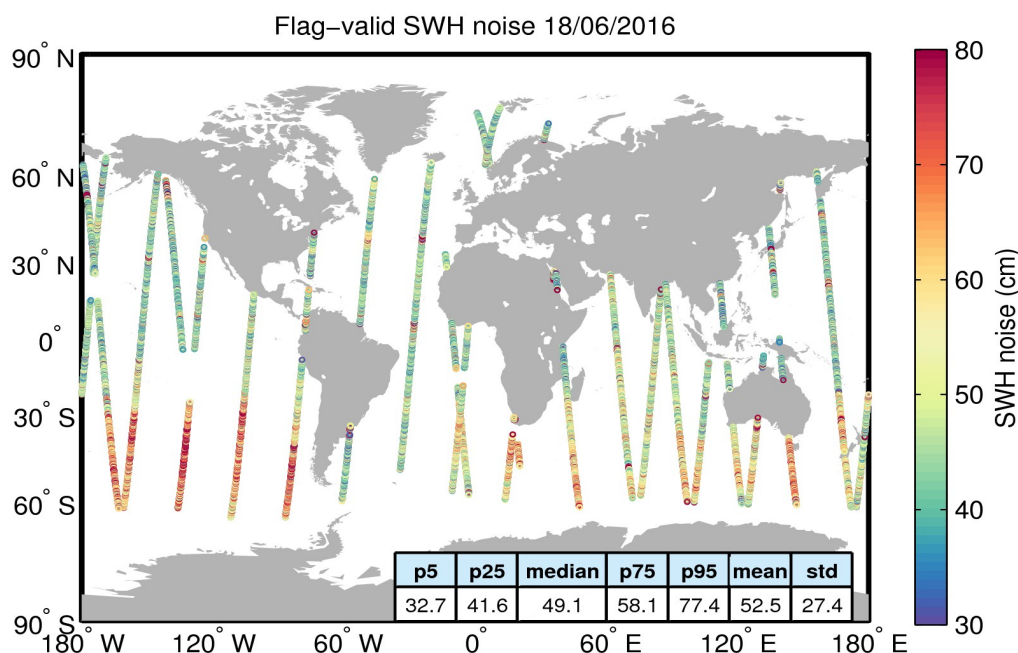 Flag−valid SWH noise 18/06/2016
90° N
60° N
30° N
0°
30° S
60° S
90° S
180° W
120° W
60° W
0°
60° E
120° E
180° E
80
70
60
50
40
30
SWH noise (cm)
p5 p25 median p75 p95 mean std
32.7 41.6 49.1 58.1 77.4 52.5 27.4